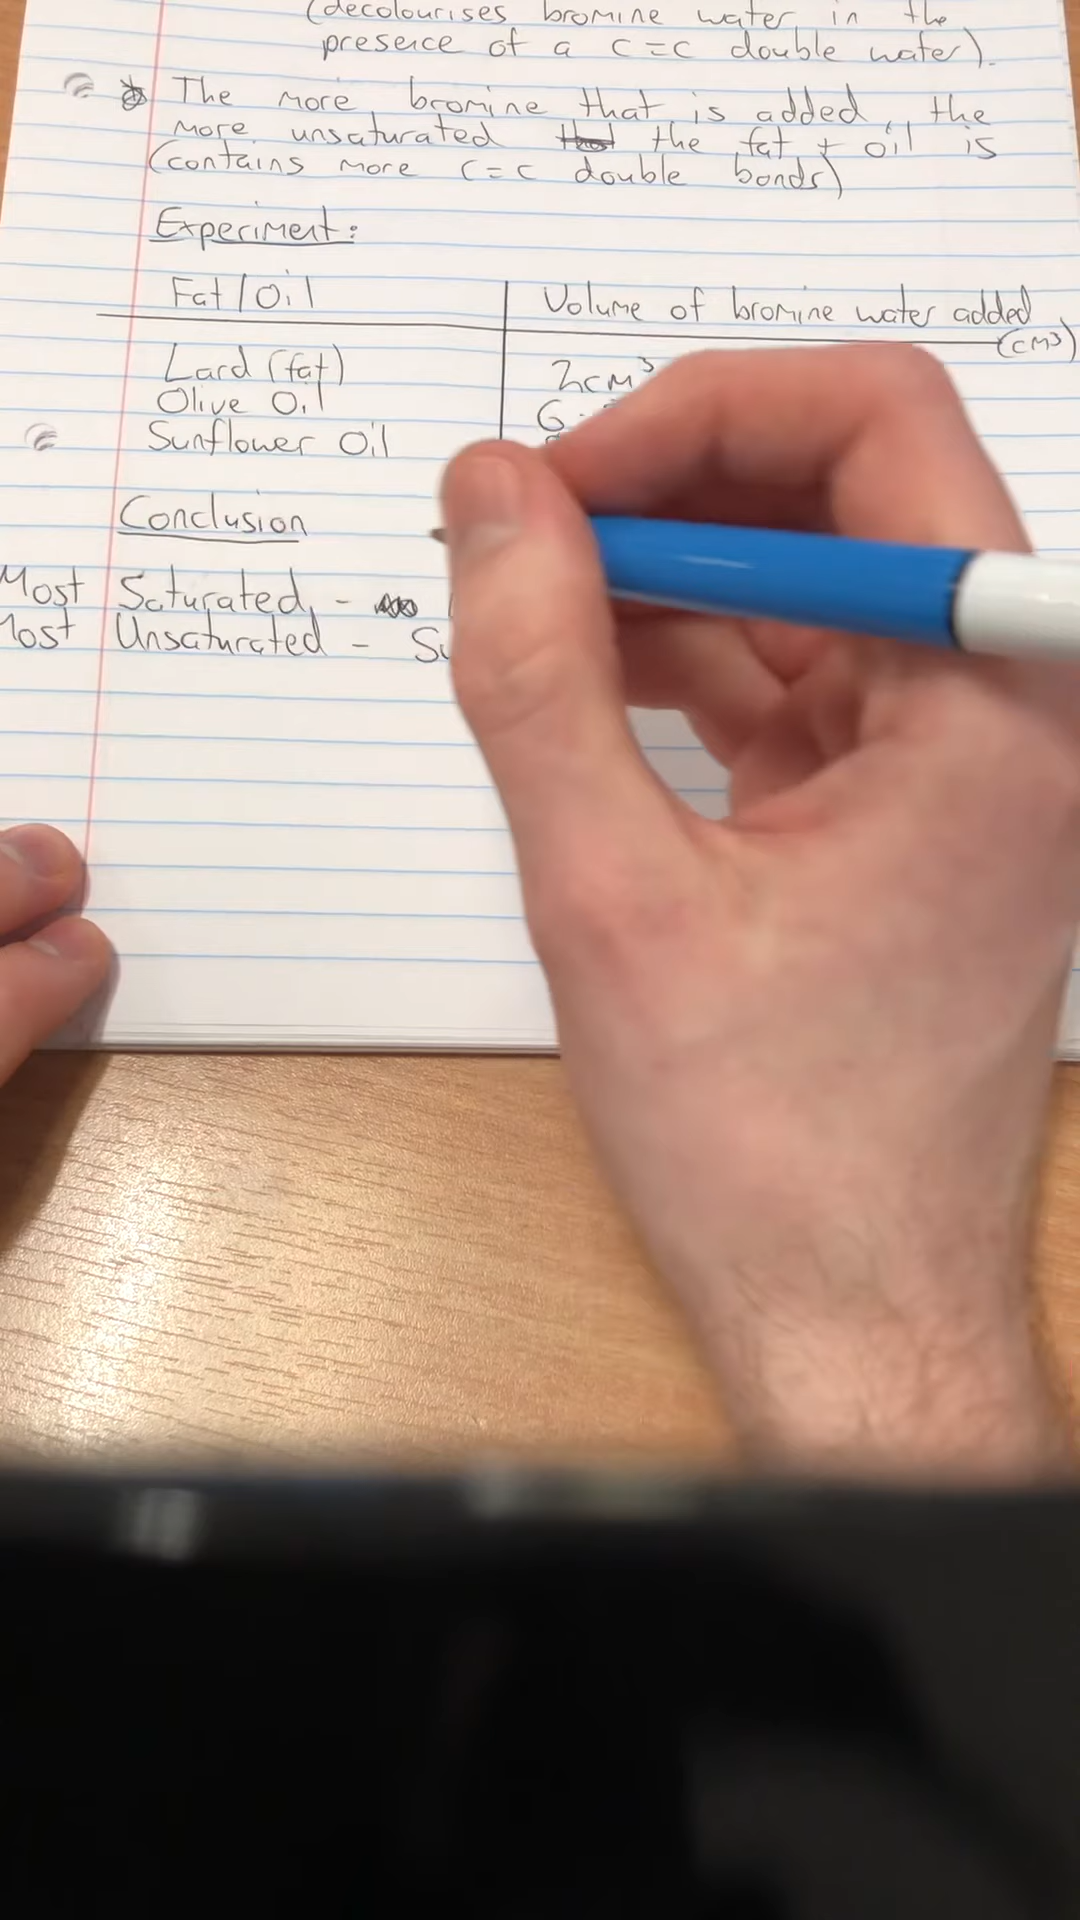 (decolourises bromine water in the
presence of a C=C double water).
The more bromine that is added, the
more unsaturated the fat + oil is
(contains more C=C double bonds)
Experiment:
Fat/Oil Volume of bromine water added (cm³)
Lard (fat) 2cm³
Olive Oil 6
Sunflower Oil
Conclusion
Most Saturated -
Most Unsaturated - Su